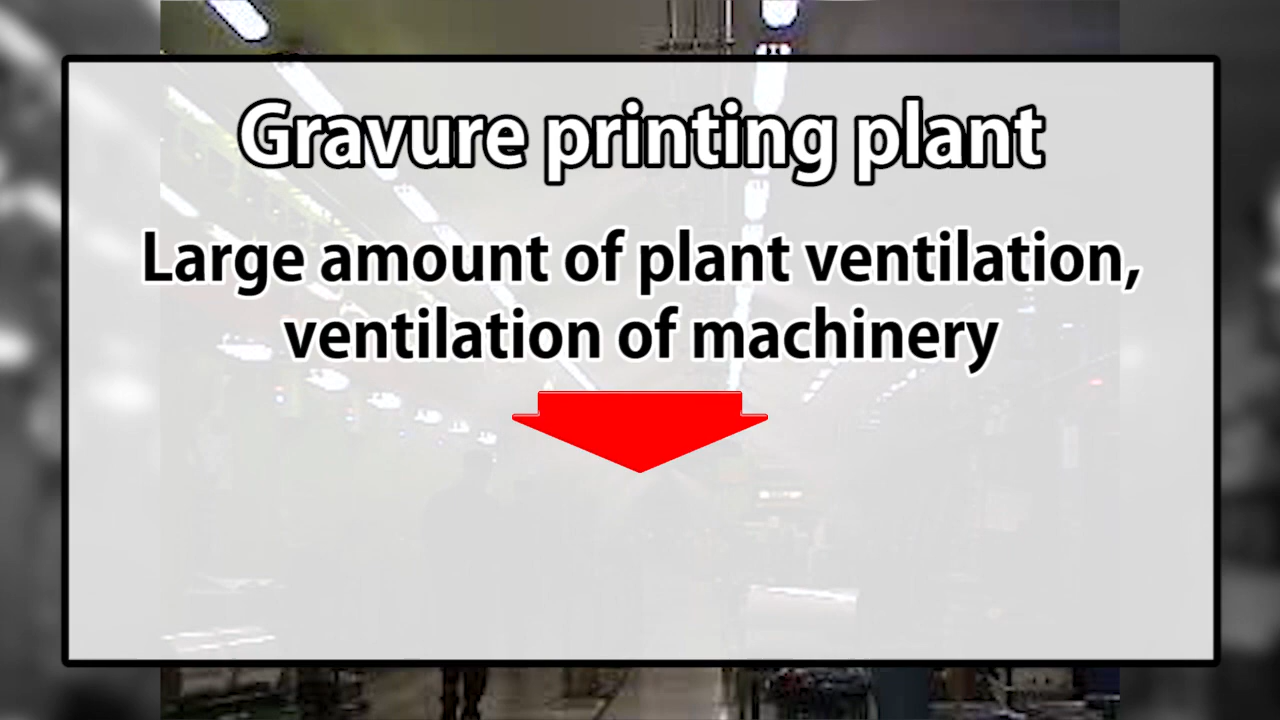 Gravure printing plant
Large amount of plant ventilation,
ventilation of machinery